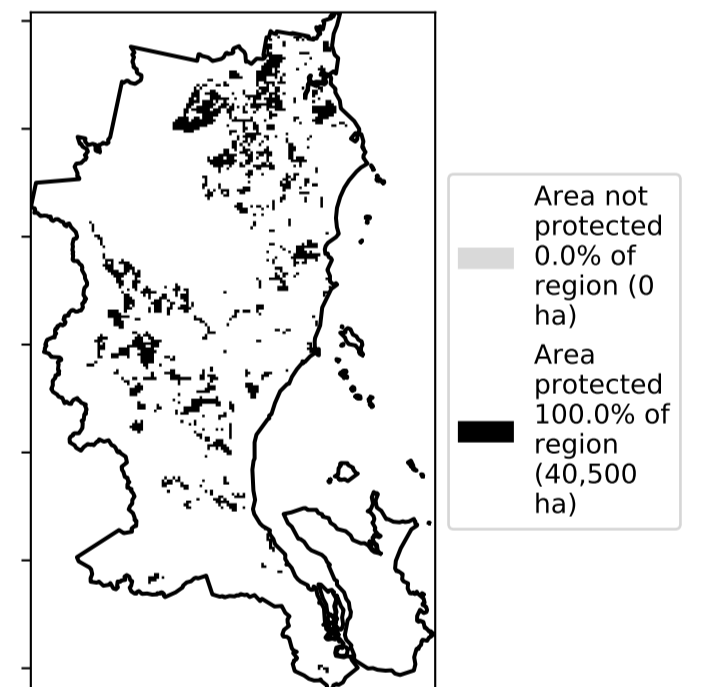 Area not
protected
0.0% of
region (0
ha)
Area
protected
100.0% of
region
(40,500
ha)